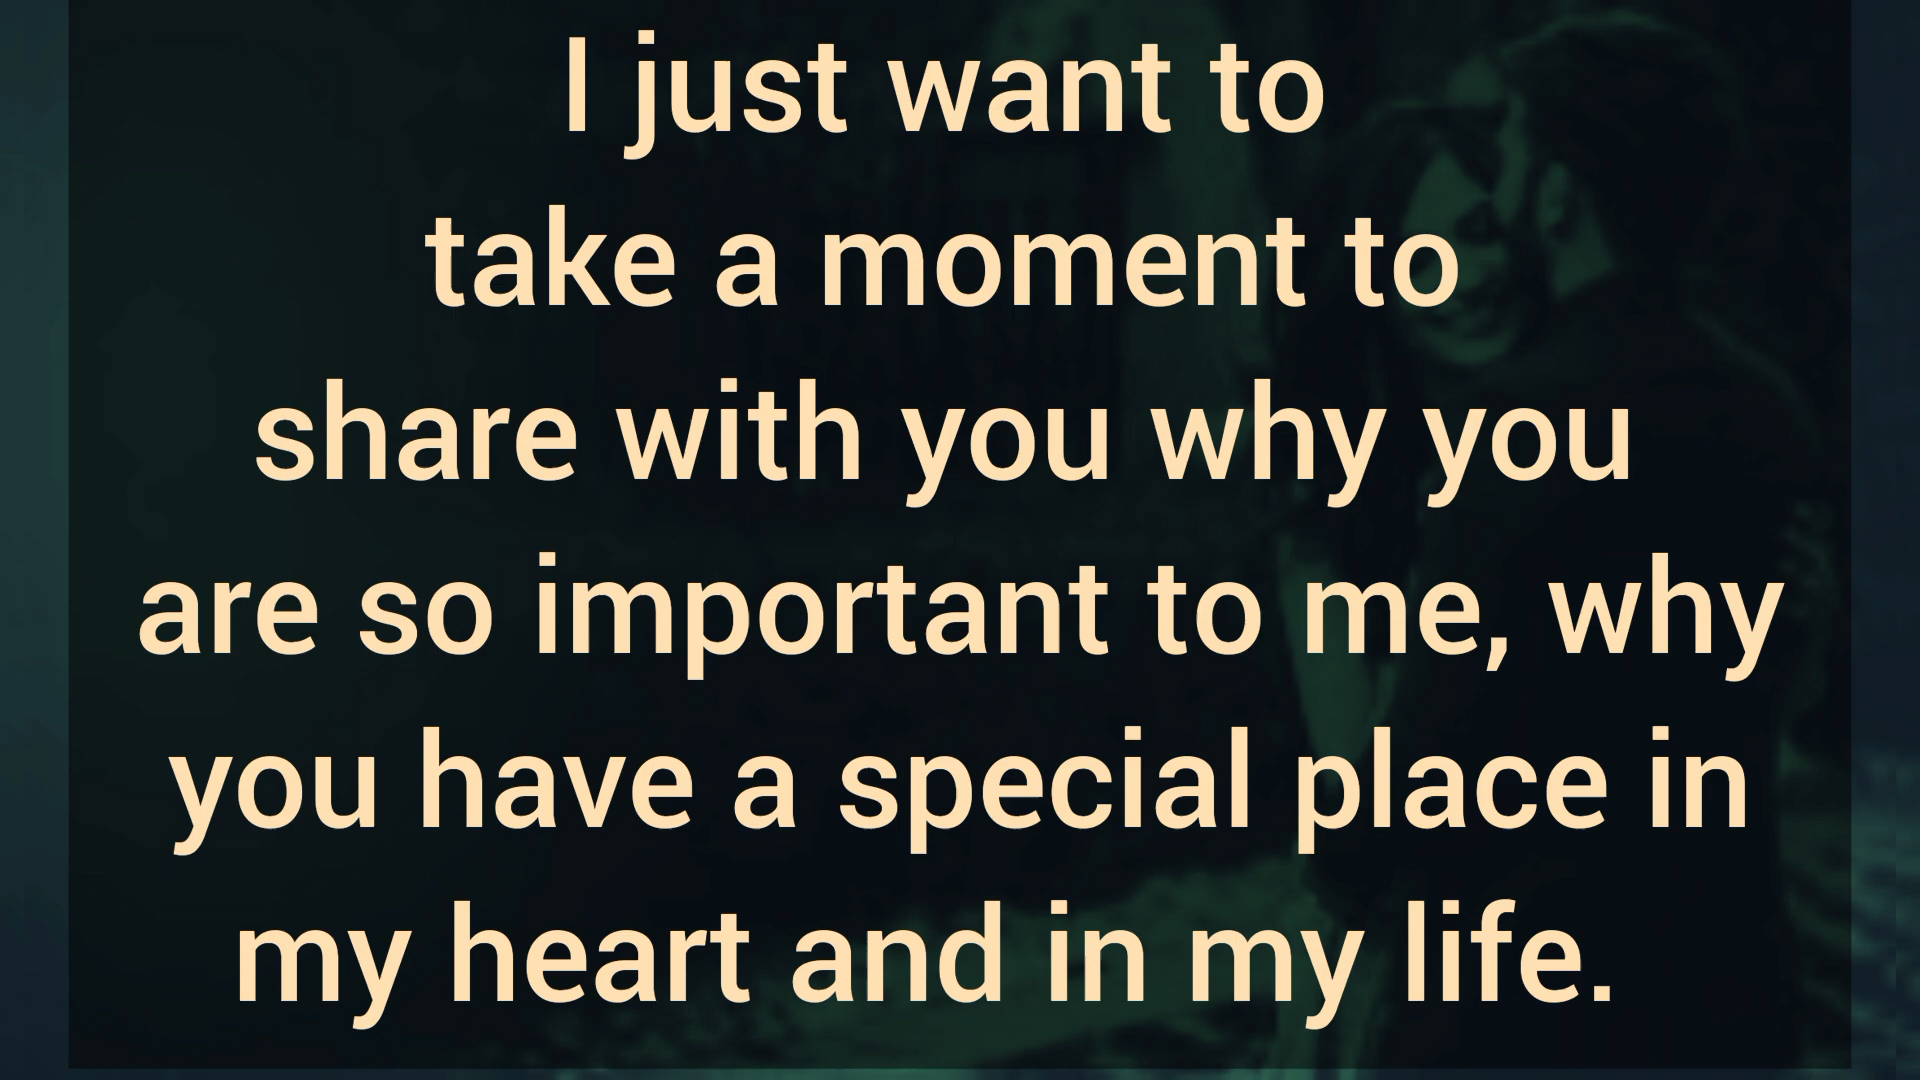 I just want to
take a moment to
share with you why you
are so important to me, why
you have a special place in
my heart and in my life.